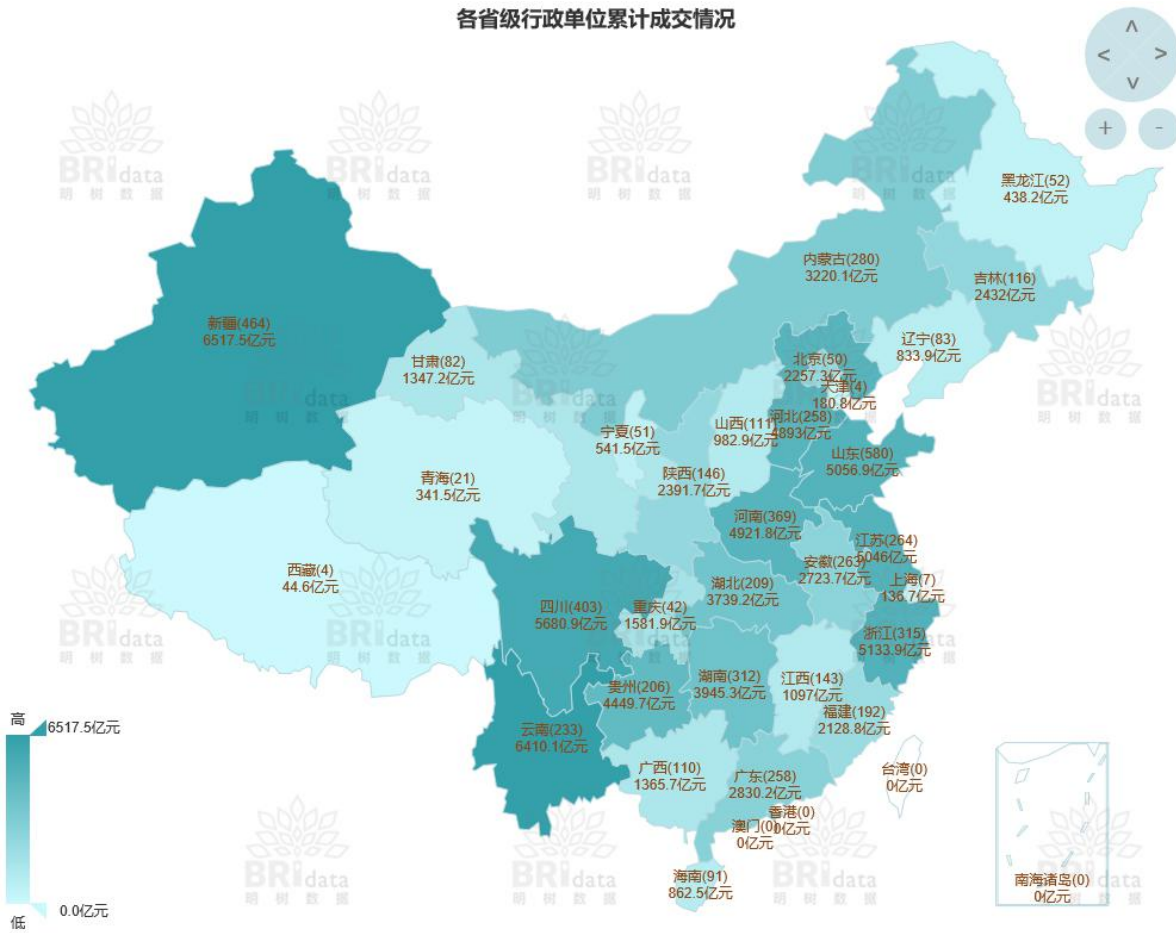 各省级行政单位累计成交情况
黑龙江(52)
438.2亿元
内蒙古(280)
3220.1亿元
吉林(116)
2432亿元
新疆(464)
6517.5亿元
辽宁(83)
833.9亿元
甘肃(82)
1347.2亿元
北京(50)
2257.3亿元
天津(4)
180.8亿元
河北(258)
4893亿元
山西(111)
982.9亿元
宁夏(51)
541.5亿元
山东(580)
5056.9亿元
陕西(146)
2391.7亿元
青海(21)
341.5亿元
河南(369)
4921.8亿元
江苏(264)
5046亿元
安徽(263)
2723.7亿元
上海(7)
136.7亿元
西藏(4)
44.6亿元
湖北(209)
3739.2亿元
四川(403)
5680.9亿元
重庆(42)
1581.9亿元
浙江(315)
5133.9亿元
湖南(312)
3945.3亿元
江西(143)
1097亿元
贵州(206)
4449.7亿元
福建(192)
2128.8亿元
云南(233)
6410.1亿元
广西(110)
1365.7亿元
广东(258)
2830.2亿元
台湾(0)
0亿元
香港(0)
0亿元
澳门(0)
0亿元
海南(91)
862.5亿元
南海诸岛(0)
0亿元
高
6517.5亿元
0.0亿元
低
BRIdata
明树数据